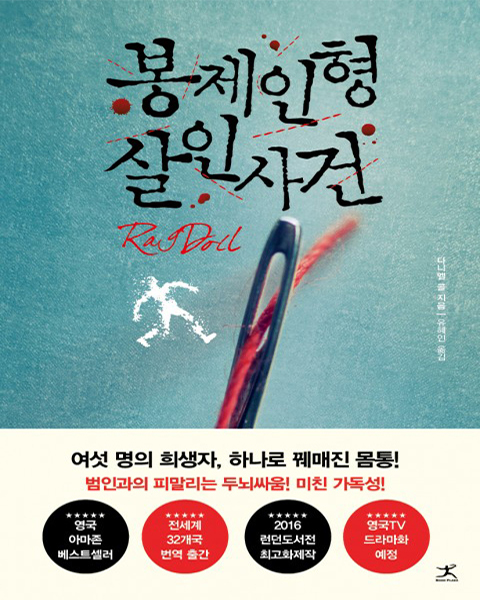 봉제인형
살인사건
RagDoll
다니엘 콜 지음 | 유혜인 옮김
여섯 명의 희생자, 하나로 꿰매진 몸통!
범인과의 피말리는 두뇌싸움! 미친 가독성!
★★★★★
영국
아마존
베스트셀러
★★★★★
전세계
32개국
번역 출간
★★★★★
2016
런던도서전
최고화제작
★★★★★
영국TV
드라마화
예정
BOOK PLAZA